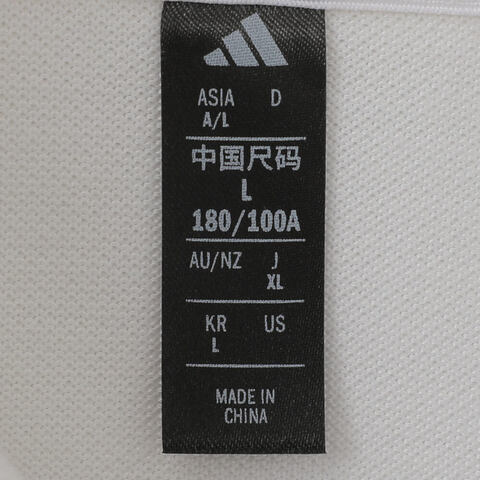 ASIA D
A/L
中国尺码
L
180/100A
AU/NZ J
XL
KR US
L
MADE IN
CHINA